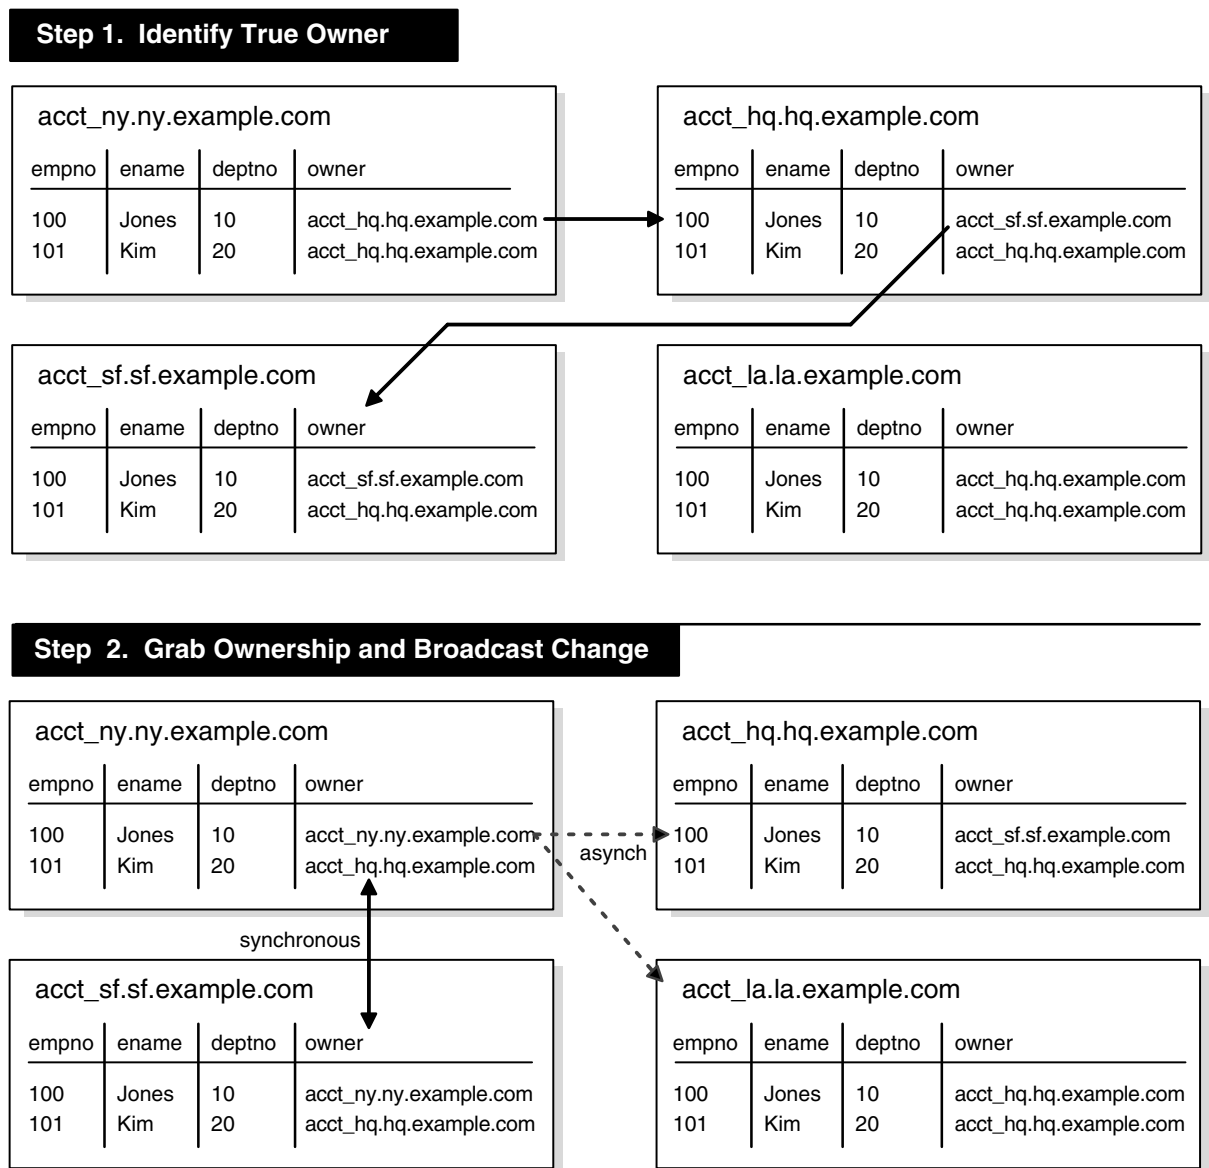 Step 1. Identify True Owner
acct_ny.ny.example.com
empno ename deptno owner
100 Jones 10 acct_hq.hq.example.com
101 Kim 20 acct_hq.hq.example.com
acct_hq.hq.example.com
empno ename deptno owner
100 Jones 10 acct_sf.sf.example.com
101 Kim 20 acct_hq.hq.example.com
acct_sf.sf.example.com
empno ename deptno owner
100 Jones 10 acct_sf.sf.example.com
101 Kim 20 acct_hq.hq.example.com
acct_la.la.example.com
empno ename deptno owner
100 Jones 10 acct_hq.hq.example.com
101 Kim 20 acct_hq.hq.example.com
Step 2. Grab Ownership and Broadcast Change
acct_ny.ny.example.com
empno ename deptno owner
100 Jones 10 acct_ny.ny.example.com
101 Kim 20 acct_hq.hq.example.com
asynch
acct_hq.hq.example.com
empno ename deptno owner
100 Jones 10 acct_sf.sf.example.com
101 Kim 20 acct_hq.hq.example.com
synchronous
acct_sf.sf.example.com
empno ename deptno owner
100 Jones 10 acct_ny.ny.example.com
101 Kim 20 acct_hq.hq.example.com
acct_la.la.example.com
empno ename deptno owner
100 Jones 10 acct_hq.hq.example.com
101 Kim 20 acct_hq.hq.example.com